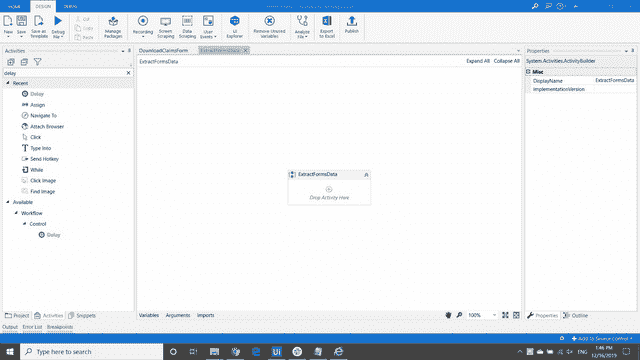 HOME DESIGN DEBUG
New Save Save as Template Debug File Cut Copy Paste Manage Packages Recording Screen Scraping Data Scraping User Events UI Explorer Remove Unused Variables Analyze File Export to Excel Publish
Activities
DownloadClaimsForm ExtractFormsData
Properties
ExtractFormsData Expand All Collapse All
System.Activities.ActivityBuilder
delay
Misc
Recent
DisplayName ExtractFormsData
Delay
ImplementationVersion
Assign
Navigate To
Attach Browser
Click
Type Into
Send Hotkey
While
Click Image
Find Image
ExtractFormsData
Drop Activity Here
Available
Workflow
Control
Delay
Project Activities Snippets
Variables Arguments Imports
100%
Properties Outline
Output Error List Breakpoints
Add to Source Control
Type here to search
ENG
1:46 PM
12/16/2019